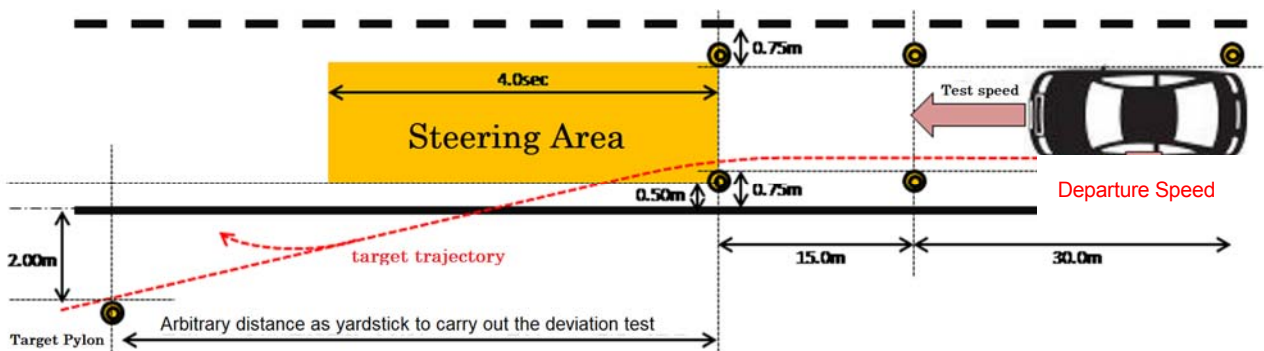 0.75m
4.0sec
Test speed
Steering Area
0.50m
0.75m
Departure Speed
2.00m
target trajectory
15.0m
30.0m
Arbitrary distance as yardstick to carry out the deviation test
Target Pylon